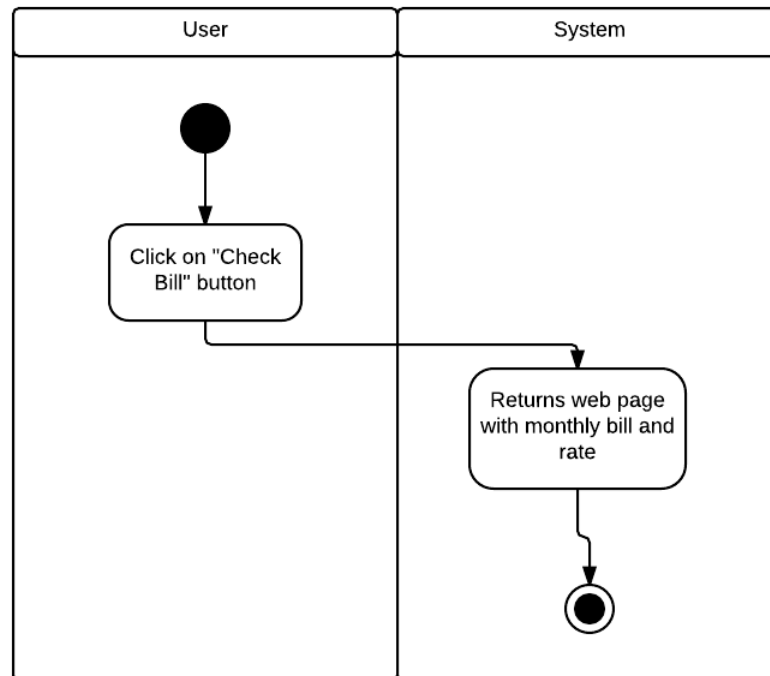 User
System
Click on "Check
Bill" button
Returns web page
with monthly bill and
rate